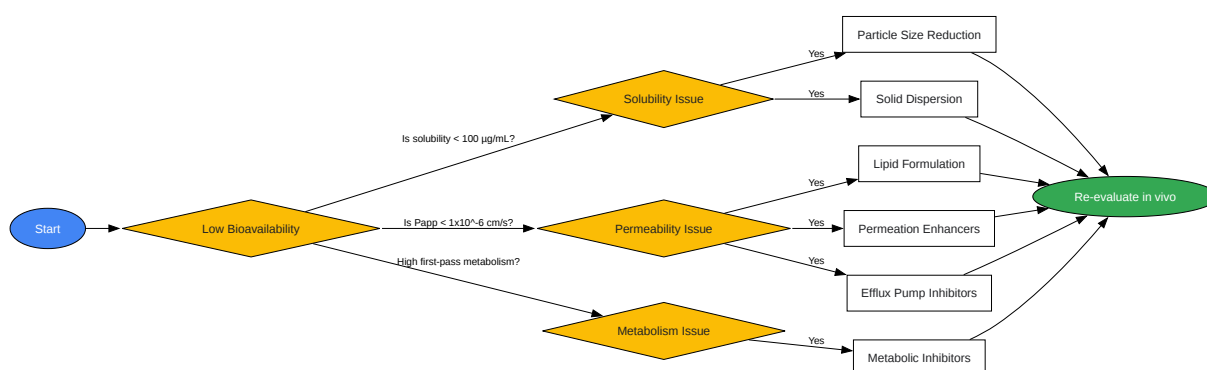 Start
Low Bioavailability
Is solubility < 100 µg/mL?
Is Papp < 1x10^-6 cm/s?
High first-pass metabolism?
Solubility Issue
Permeability Issue
Metabolism Issue
Yes
Yes
Yes
Yes
Yes
Yes
Particle Size Reduction
Solid Dispersion
Lipid Formulation
Permeation Enhancers
Efflux Pump Inhibitors
Metabolic Inhibitors
Re-evaluate in vivo